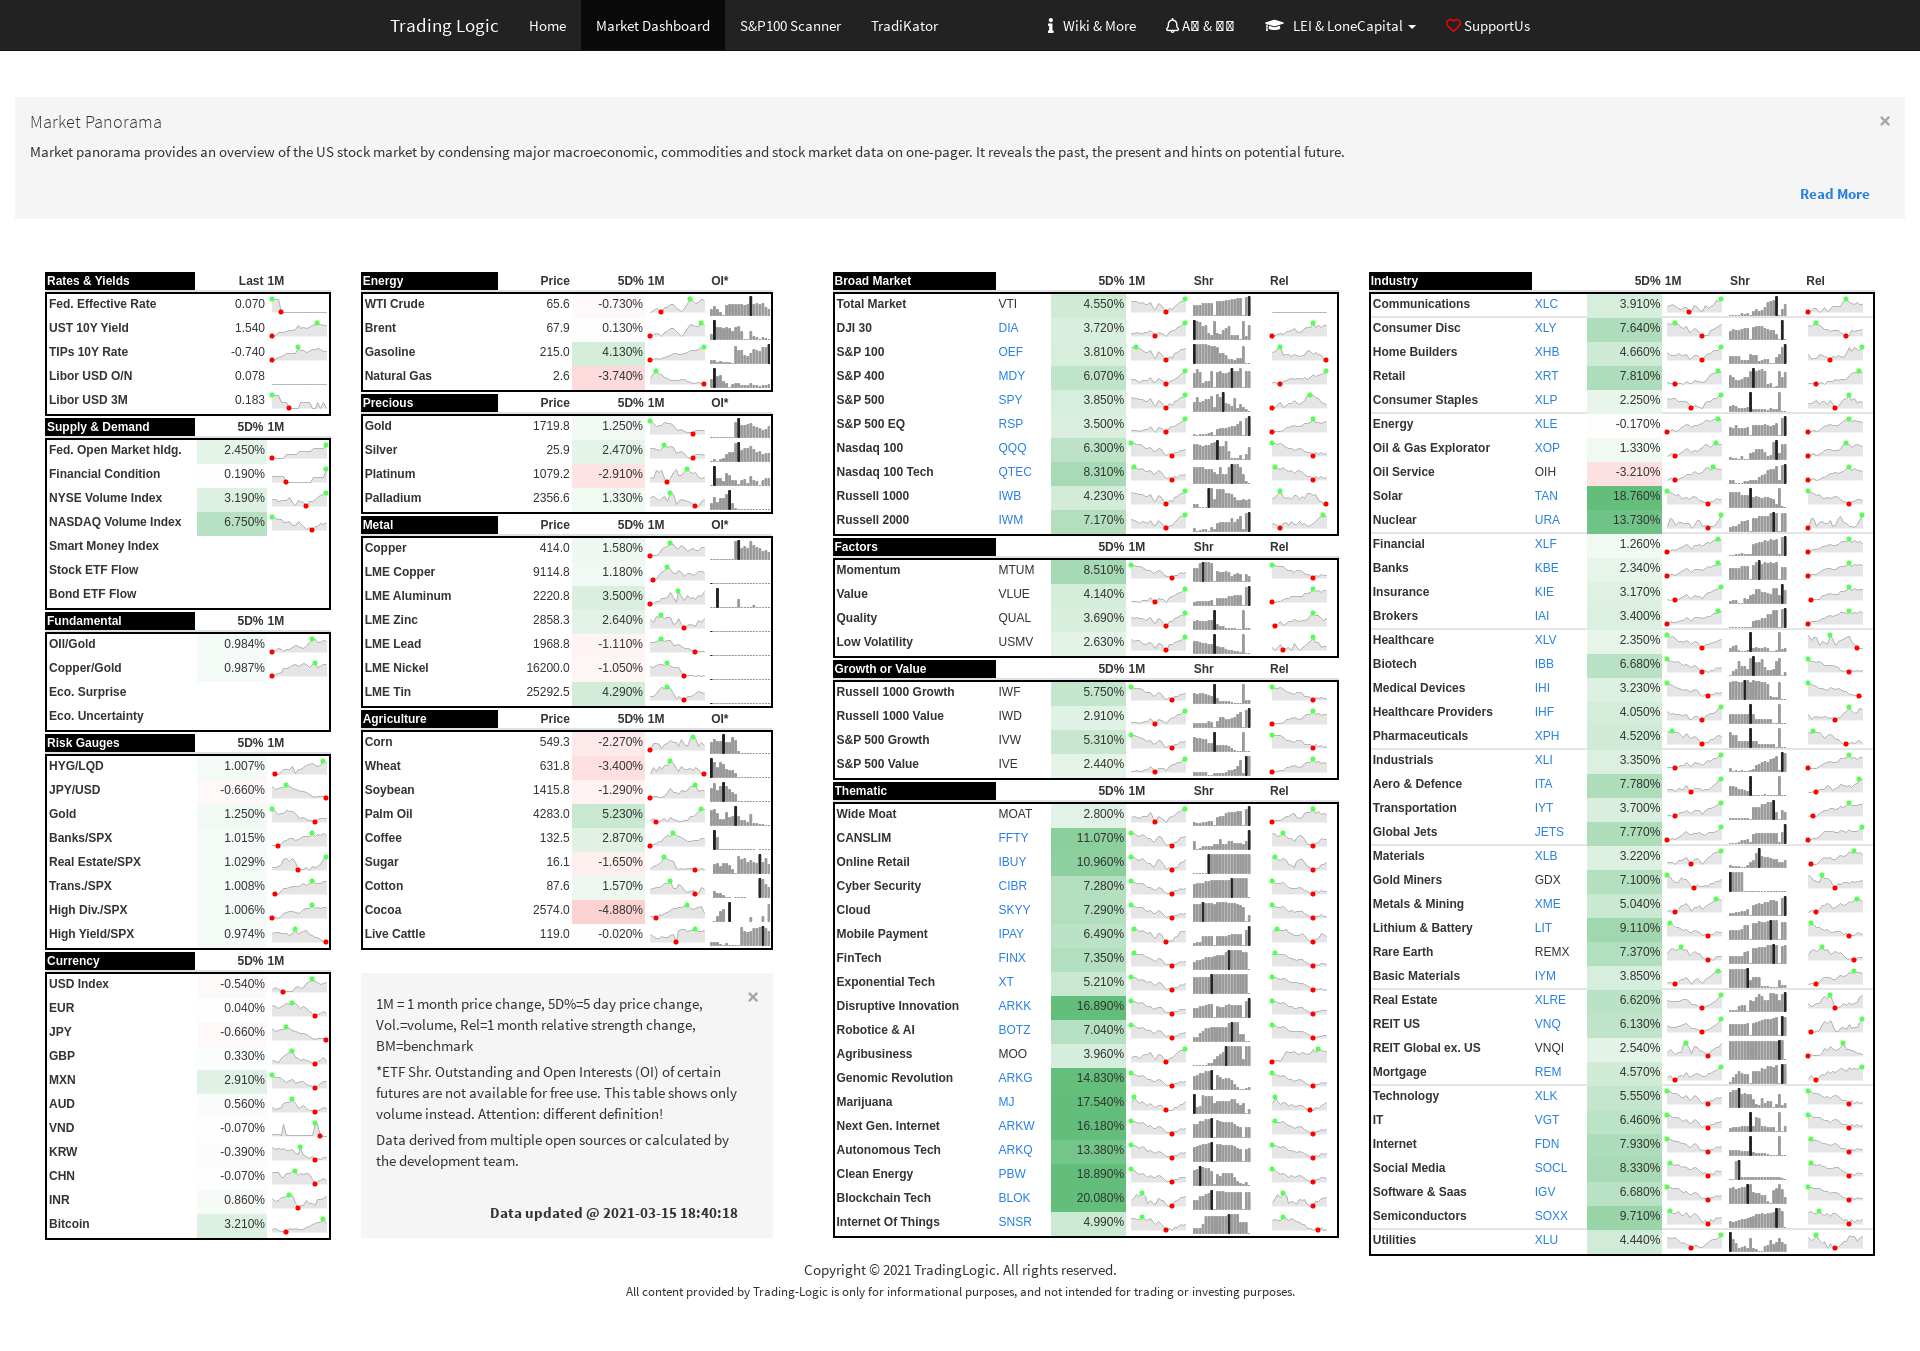 Trading Logic Home Market Dashboard S&P100 Scanner TradiKator Wiki & More LEI & LoneCapital SupportUs
Market Panorama ×
Market panorama provides an overview of the US stock market by condensing major macroeconomic, commodities and stock market data on one-pager. It reveals the past, the present and hints on potential future.
Read More
Rates & Yields Last 1M
Fed. Effective Rate 0.070
UST 10Y Yield 1.540
TIPs 10Y Rate -0.740
Libor USD O/N 0.078
Libor USD 3M 0.183
Supply & Demand 5D% 1M
Fed. Open Market hldg. 2.450%
Financial Condition 0.190%
NYSE Volume Index 3.190%
NASDAQ Volume Index 6.750%
Smart Money Index
Stock ETF Flow
Bond ETF Flow
Fundamental 5D% 1M
Oil/Gold 0.984%
Copper/Gold 0.987%
Eco. Surprise
Eco. Uncertainty
Risk Gauges 5D% 1M
HYG/LQD 1.007%
JPY/USD -0.660%
Gold 1.250%
Banks/SPX 1.015%
Real Estate/SPX 1.029%
Trans./SPX 1.008%
High Div./SPX 1.006%
High Yield/SPX 0.974%
Currency 5D% 1M
USD Index -0.540%
EUR 0.040%
JPY -0.660%
GBP 0.330%
MXN 2.910%
AUD 0.560%
VND -0.070%
KRW -0.390%
CHN -0.070%
INR 0.860%
Bitcoin 3.210%
Energy Price 5D% 1M OI*
WTI Crude 65.6 -0.730%
Brent 67.9 0.130%
Gasoline 215.0 4.130%
Natural Gas 2.6 -3.740%
Precious Price 5D% 1M OI*
Gold 1719.8 1.250%
Silver 25.9 2.470%
Platinum 1079.2 -2.910%
Palladium 2356.6 1.330%
Metal Price 5D% 1M OI*
Copper 414.0 1.580%
LME Copper 9114.8 1.180%
LME Aluminum 2220.8 3.500%
LME Zinc 2858.3 2.640%
LME Lead 1968.8 -1.110%
LME Nickel 16200.0 -1.050%
LME Tin 25292.5 4.290%
Agriculture Price 5D% 1M OI*
Corn 549.3 -2.270%
Wheat 631.8 -3.400%
Soybean 1415.8 -1.290%
Palm Oil 4283.0 5.230%
Coffee 132.5 2.870%
Sugar 16.1 -1.650%
Cotton 87.6 1.570%
Cocoa 2574.0 -4.880%
Live Cattle 119.0 -0.020%
×
1M = 1 month price change, 5D%=5 day price change,
Vol.=volume, Rel=1 month relative strength change,
BM=benchmark
*ETF Shr. Outstanding and Open Interests (OI) of certain
futures are not available for free use. This table shows only
volume instead. Attention: different definition!
Data derived from multiple open sources or calculated by
the development team.
Data updated @ 2021-03-15 18:40:18
Broad Market 5D% 1M Shr Rel
Total Market VTI 4.550%
DJI 30 DIA 3.720%
S&P 100 OEF 3.810%
S&P 400 MDY 6.070%
S&P 500 SPY 3.850%
S&P 500 EQ RSP 3.500%
Nasdaq 100 QQQ 6.300%
Nasdaq 100 Tech QTEC 8.310%
Russell 1000 IWB 4.230%
Russell 2000 IWM 7.170%
Factors 5D% 1M Shr Rel
Momentum MTUM 8.510%
Value VLUE 4.140%
Quality QUAL 3.690%
Low Volatility USMV 2.630%
Growth or Value 5D% 1M Shr Rel
Russell 1000 Growth IWF 5.750%
Russell 1000 Value IWD 2.910%
S&P 500 Growth IVW 5.310%
S&P 500 Value IVE 2.440%
Thematic 5D% 1M Shr Rel
Wide Moat MOAT 2.800%
CANSLIM FFTY 11.070%
Online Retail IBUY 10.960%
Cyber Security CIBR 7.280%
Cloud SKYY 7.290%
Mobile Payment IPAY 6.490%
FinTech FINX 7.350%
Exponential Tech XT 5.210%
Disruptive Innovation ARKK 16.890%
Robotice & AI BOTZ 7.040%
Agribusiness MOO 3.960%
Genomic Revolution ARKG 14.830%
Marijuana MJ 17.540%
Next Gen. Internet ARKW 16.180%
Autonomous Tech ARKQ 13.380%
Clean Energy PBW 18.890%
Blockchain Tech BLOK 20.080%
Internet Of Things SNSR 4.990%
Industry 5D% 1M Shr Rel
Communications XLC 3.910%
Consumer Disc XLY 7.640%
Home Builders XHB 4.660%
Retail XRT 7.810%
Consumer Staples XLP 2.250%
Energy XLE -0.170%
Oil & Gas Explorator XOP 1.330%
Oil Service OIH -3.210%
Solar TAN 18.760%
Nuclear URA 13.730%
Financial XLF 1.260%
Banks KBE 2.340%
Insurance KIE 3.170%
Brokers IAI 3.400%
Healthcare XLV 2.350%
Biotech IBB 6.680%
Medical Devices IHI 3.230%
Healthcare Providers IHF 4.050%
Pharmaceuticals XPH 4.520%
Industrials XLI 3.350%
Aero & Defence ITA 7.780%
Transportation IYT 3.700%
Global Jets JETS 7.770%
Materials XLB 3.220%
Gold Miners GDX 7.100%
Metals & Mining XME 5.040%
Lithium & Battery LIT 9.110%
Rare Earth REMX 7.370%
Basic Materials IYM 3.850%
Real Estate XLRE 6.620%
REIT US VNQ 6.130%
REIT Global ex. US VNQI 2.540%
Mortgage REM 4.570%
Technology XLK 5.550%
IT VGT 6.460%
Internet FDN 7.930%
Social Media SOCL 8.330%
Software & Saas IGV 6.680%
Semiconductors SOXX 9.710%
Utilities XLU 4.440%
Copyright © 2021 TradingLogic. All rights reserved.
All content provided by Trading-Logic is only for informational purposes, and not intended for trading or investing purposes.